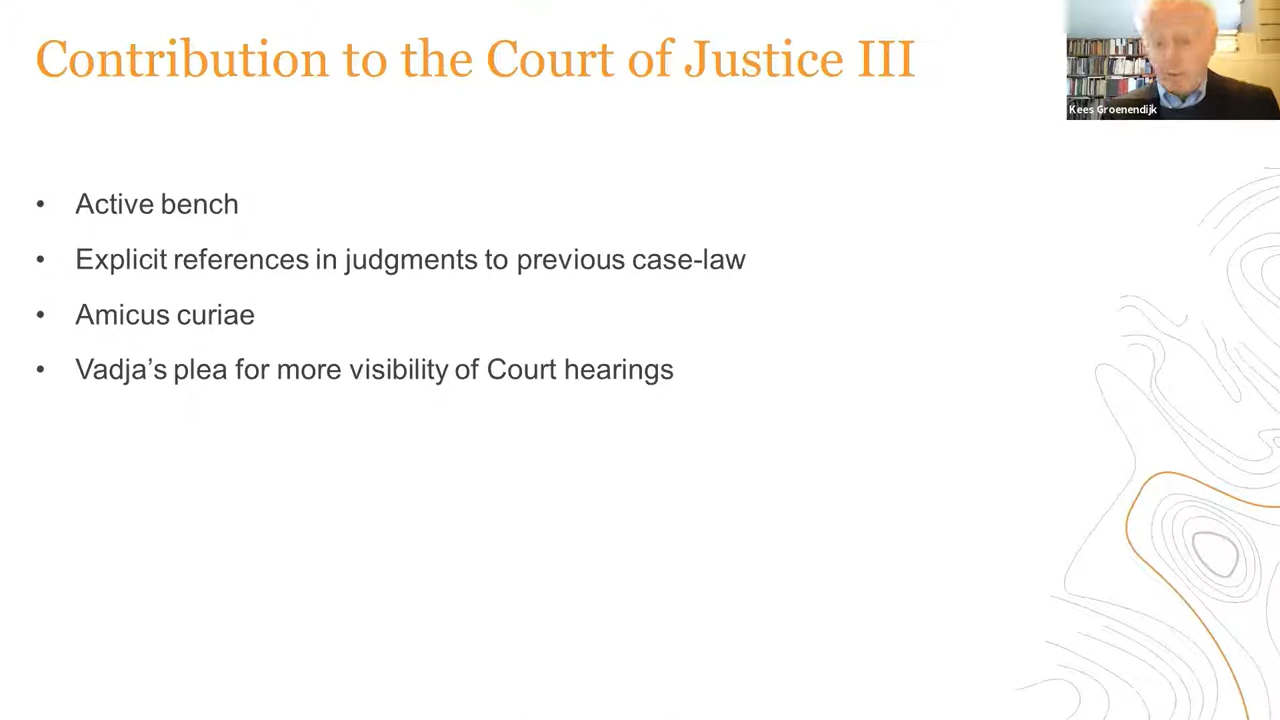 Contribution to the Court of Justice III
Kees Groenendijk
• Active bench
• Explicit references in judgments to previous case-law
• Amicus curiae
• Vadja’s plea for more visibility of Court hearings